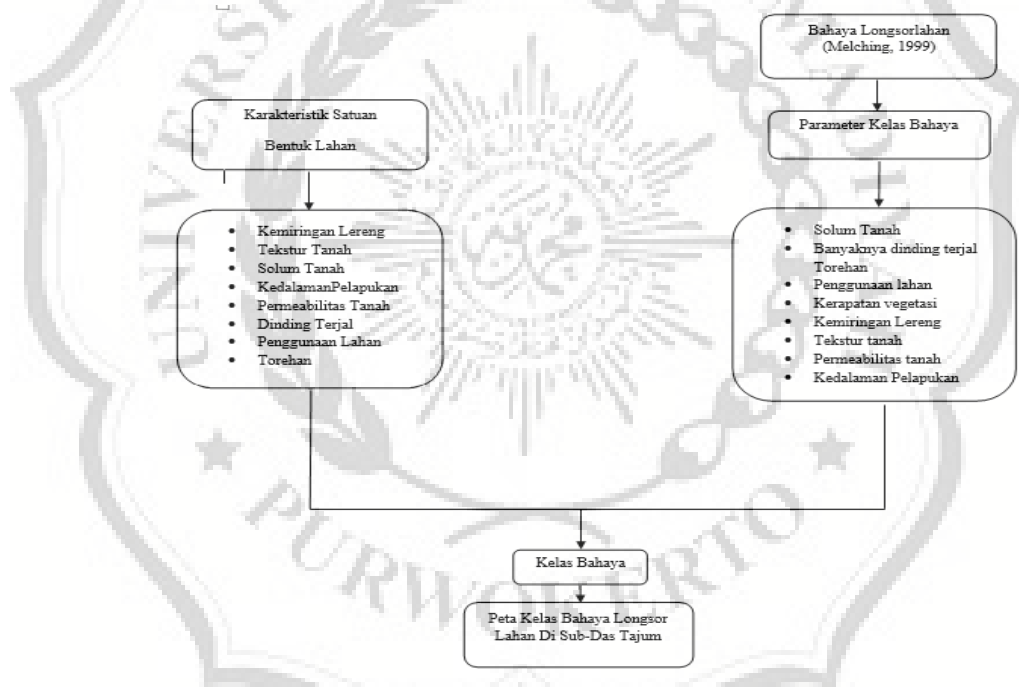 Bahaya Longsorlahan
(Melching, 1999)
Parameter Kelas Bahaya
Karakteristik Satuan
Bentuk Lahan
• Kemiringan Lereng
• Tekstur Tanah
• Solum Tanah
• KedalamanPelapukan
• Permeabilitas Tanah
• Dinding Terjal
• Penggunaan Lahan
• Torehan
• Solum Tanah
• Banyaknya dinding terjal
Torehan
• Penggunaan lahan
• Kerapatan vegetasi
• Kemiringan Lereng
• Tekstur tanah
• Permeabilitas tanah
• Kedalaman Pelapukan
Kelas Bahaya
Peta Kelas Bahaya Longsor
Lahan Di Sub-Das Tajum
PURWOKERTO